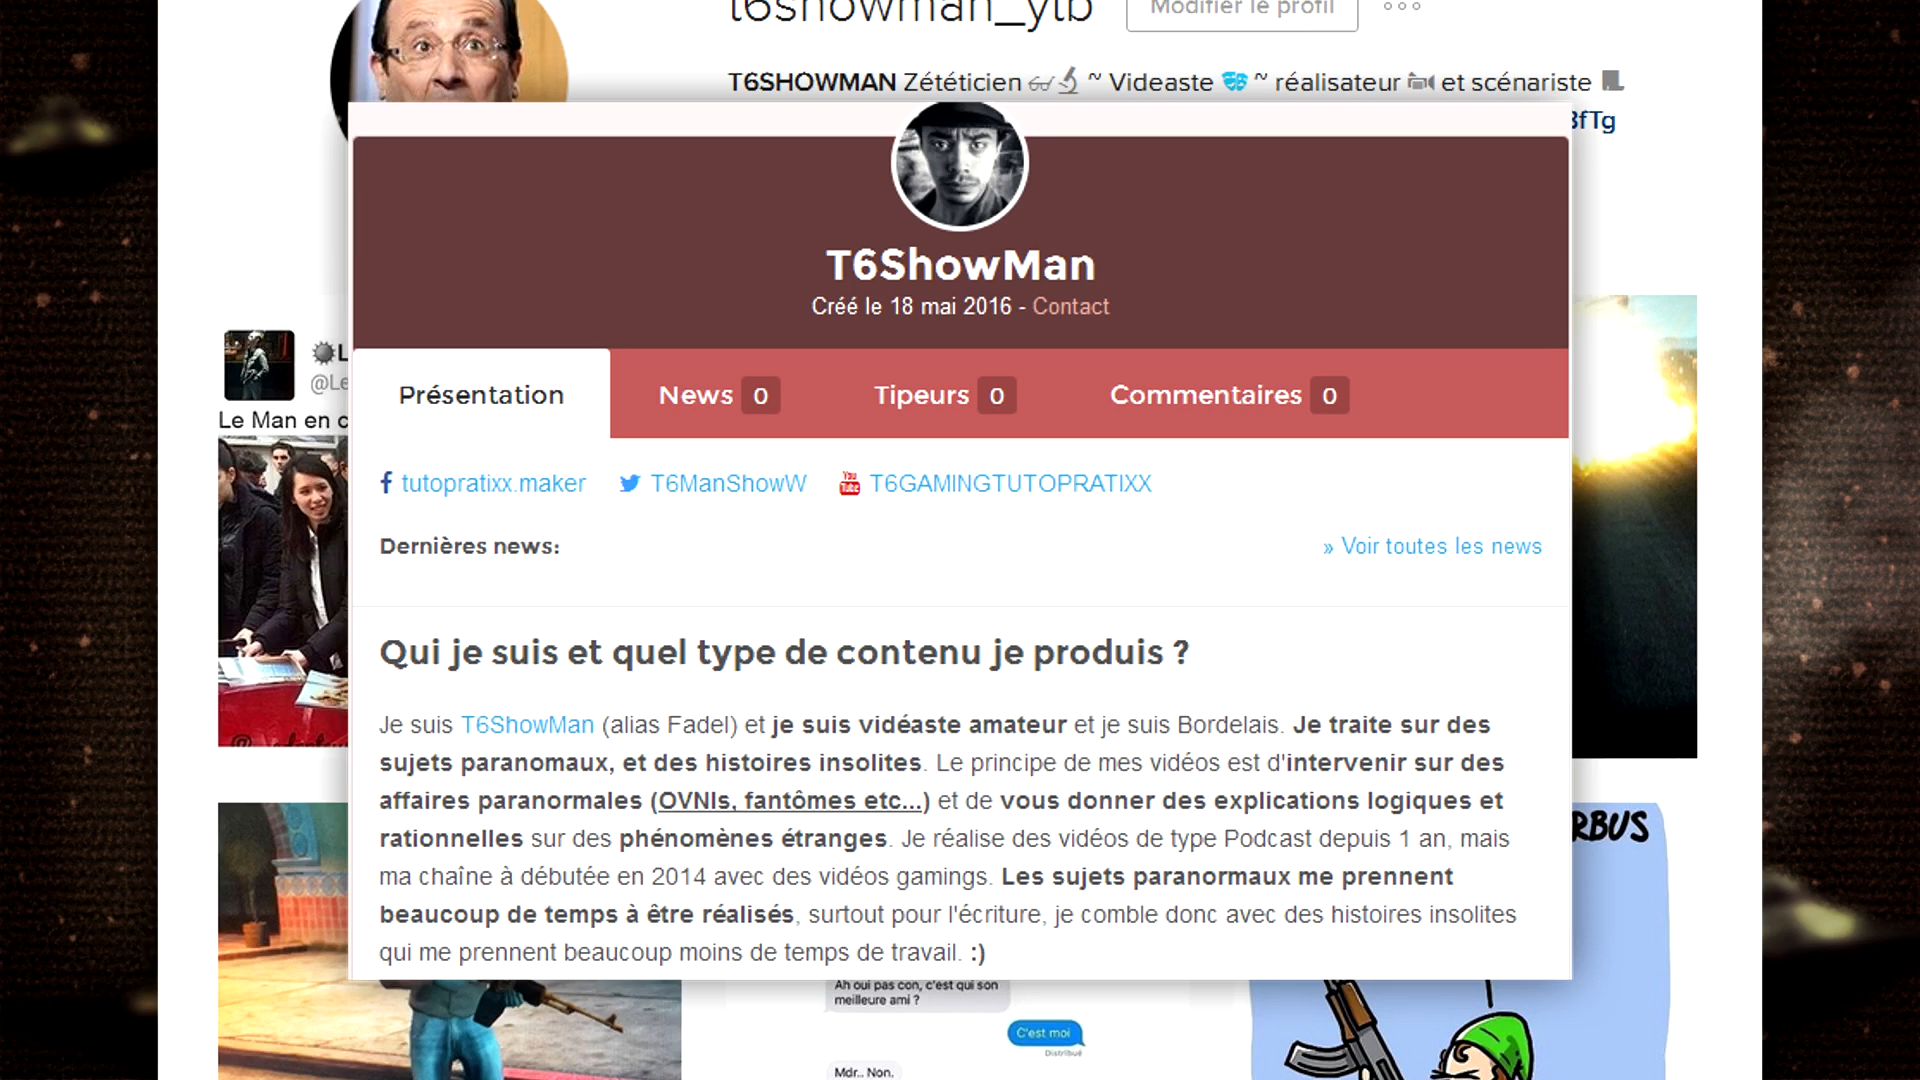 t6showman_ytb
Modifier le profil
T6SHOWMAN Zététicien ~ Videaste ~ réalisateur et scénariste
3fTg
T6ShowMan
Créé le 18 mai 2016 - Contact
Présentation
News 0
Tipeurs 0
Commentaires 0
@Le
Le Man en c
tutopratixx.maker
T6ManShowW
You Tube
T6GAMINGTUTOPRATIXX
Dernières news:
» Voir toutes les news
Qui je suis et quel type de contenu je produis ?
Je suis T6ShowMan (alias Fadel) et je suis vidéaste amateur et je suis Bordelais. Je traite sur des
sujets paranomaux, et des histoires insolites. Le principe de mes vidéos est d'intervenir sur des
affaires paranormales (OVNIs, fantômes etc...) et de vous donner des explications logiques et
rationnelles sur des phénomènes étranges. Je réalise des vidéos de type Podcast depuis 1 an, mais
ma chaîne à débutée en 2014 avec des vidéos gamings. Les sujets paranormaux me prennent
beaucoup de temps à être réalisés, surtout pour l'écriture, je comble donc avec des histoires insolites
qui me prennent beaucoup moins de temps de travail. :)
RBUS
Ah oui pas con, c'est qui son
meilleure ami ?
C'est moi
Distribué
Mdr.. Non.